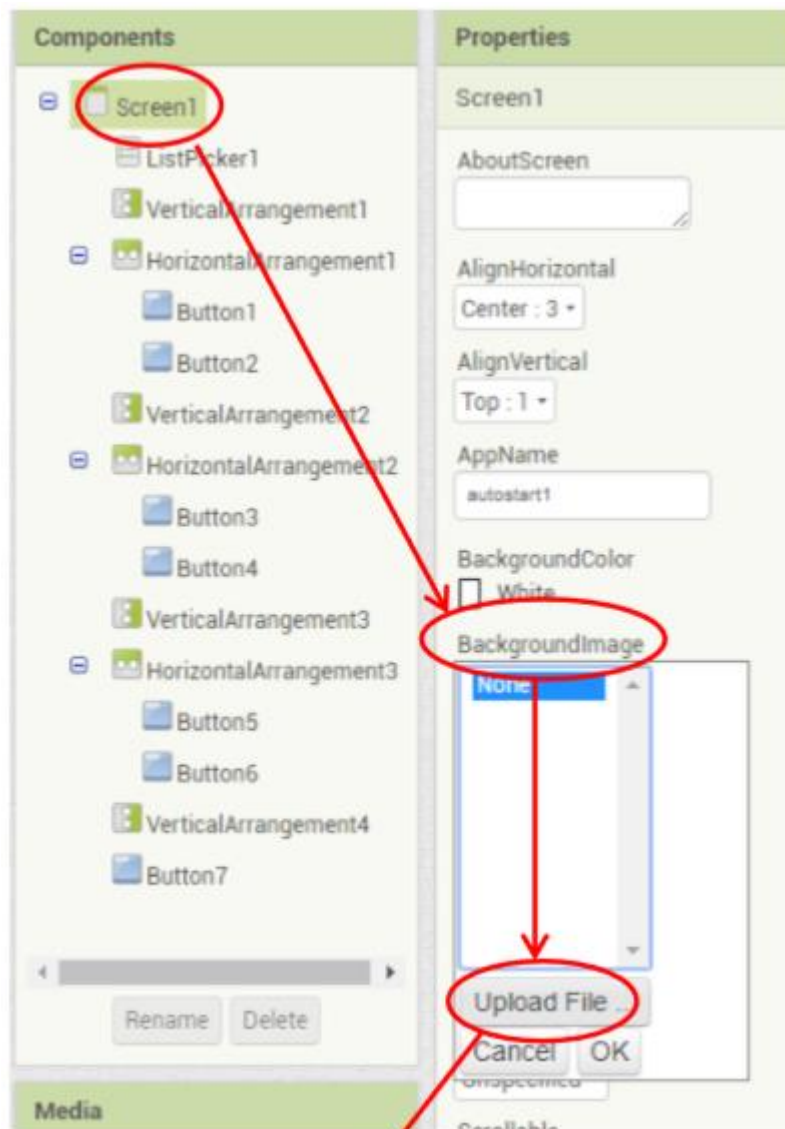 Components
Screen1
ListPicker1
VerticalArrangement1
HorizontalArrangement1
Button1
Button2
VerticalArrangement2
HorizontalArrangement2
Button3
Button4
VerticalArrangement3
HorizontalArrangement3
Button5
Button6
VerticalArrangement4
Button7
Rename Delete
Media
Properties
Screen1
AboutScreen
AlignHorizontal
Center : 3
AlignVertical
Top : 1
AppName
autostart1
BackgroundColor
White
BackgroundImage
None
Upload File ...
Cancel OK
Unspecified
Scrollable